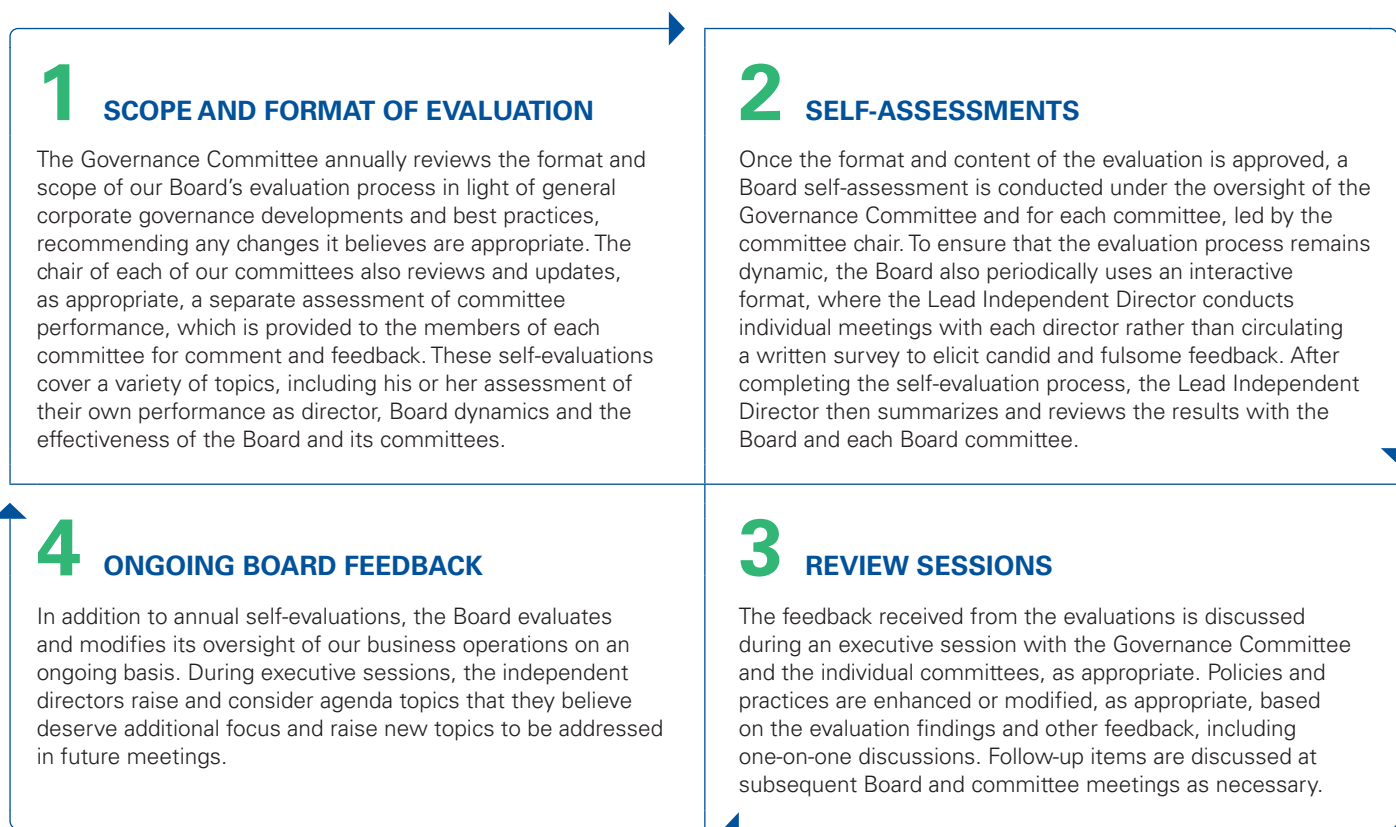 1 SCOPE AND FORMAT OF EVALUATION
The Governance Committee annually reviews the format and
scope of our Board’s evaluation process in light of general
corporate governance developments and best practices,
recommending any changes it believes are appropriate. The
chair of each of our committees also reviews and updates,
as appropriate, a separate assessment of committee
performance, which is provided to the members of each
committee for comment and feedback. These self-evaluations
cover a variety of topics, including his or her assessment of
their own performance as director, Board dynamics and the
effectiveness of the Board and its committees.
2 SELF-ASSESSMENTS
Once the format and content of the evaluation is approved, a
Board self-assessment is conducted under the oversight of the
Governance Committee and for each committee, led by the
committee chair. To ensure that the evaluation process remains
dynamic, the Board also periodically uses an interactive
format, where the Lead Independent Director conducts
individual meetings with each director rather than circulating
a written survey to elicit candid and fulsome feedback. After
completing the self-evaluation process, the Lead Independent
Director then summarizes and reviews the results with the
Board and each Board committee.
3 REVIEW SESSIONS
The feedback received from the evaluations is discussed
during an executive session with the Governance Committee
and the individual committees, as appropriate. Policies and
practices are enhanced or modified, as appropriate, based
on the evaluation findings and other feedback, including
one-on-one discussions. Follow-up items are discussed at
subsequent Board and committee meetings as necessary.
4 ONGOING BOARD FEEDBACK
In addition to annual self-evaluations, the Board evaluates
and modifies its oversight of our business operations on an
ongoing basis. During executive sessions, the independent
directors raise and consider agenda topics that they believe
deserve additional focus and raise new topics to be addressed
in future meetings.